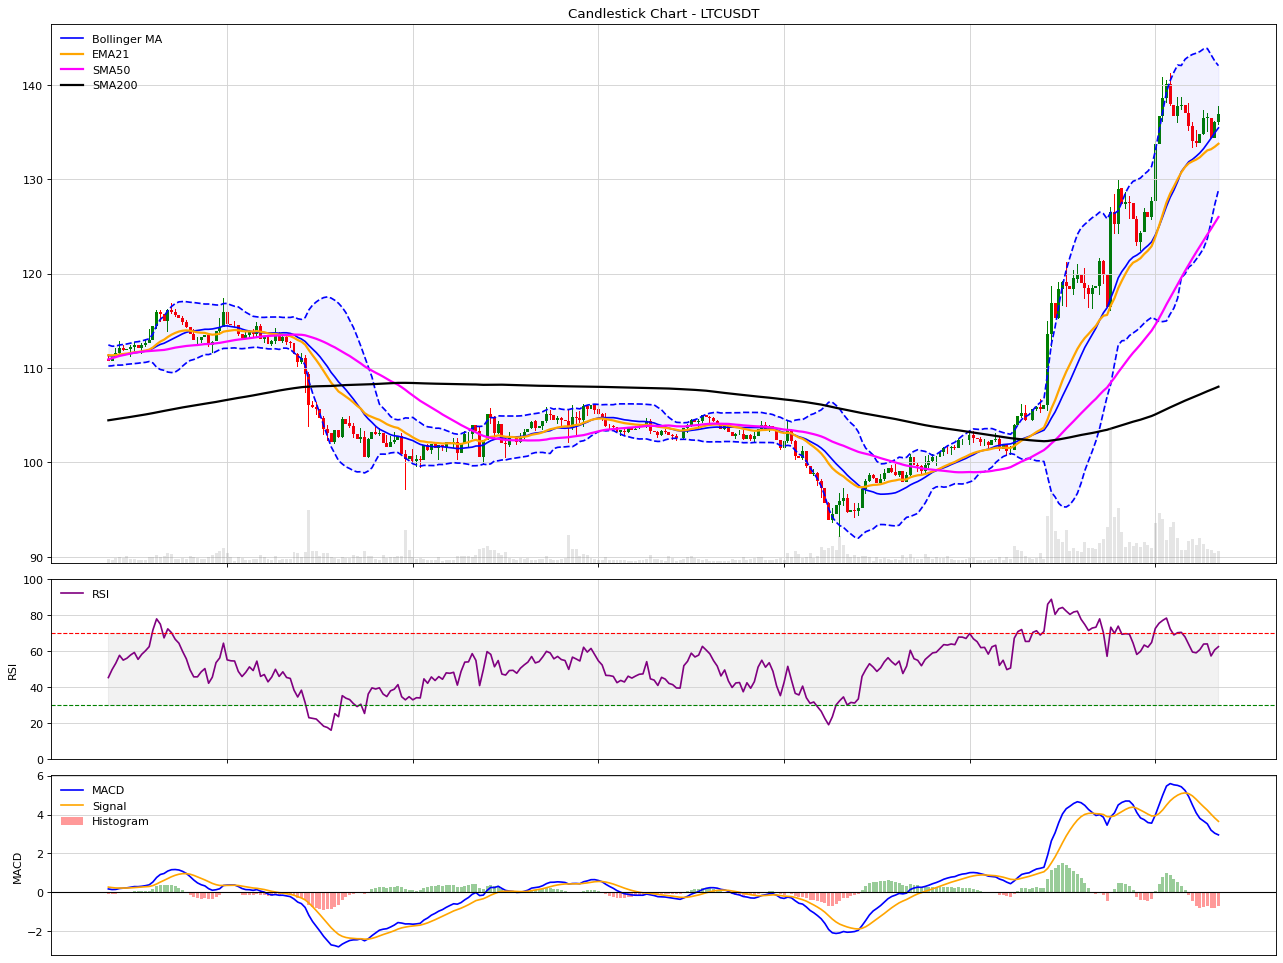 Candlestick Chart - LTCUSDT
Bollinger MA
EMA21
SMA50
SMA200
140
130
120
110
100
90
RSI
100
80
60
40
20
0
RSI
MACD
Signal
Histogram
6
4
2
0
−2
MACD